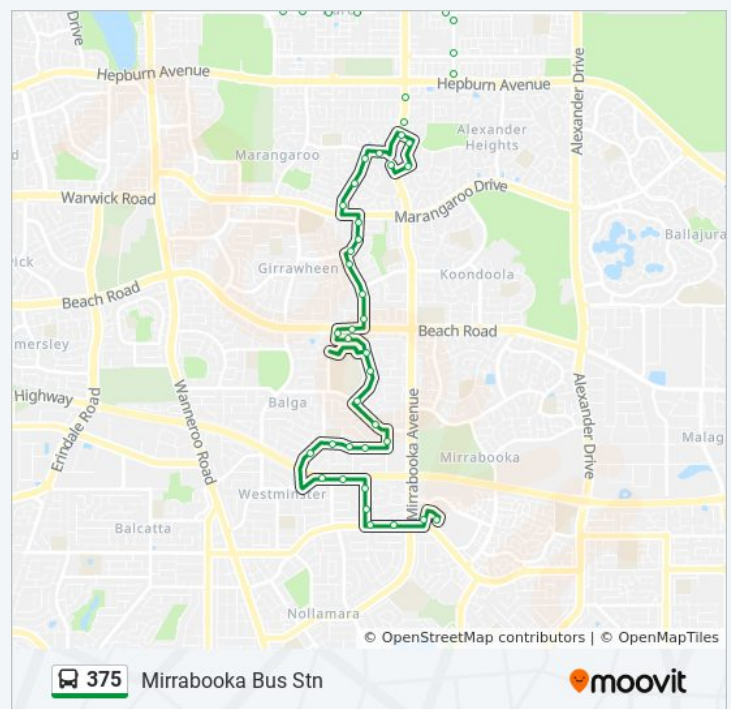 Drive
Hepburn Avenue
Hepburn Avenue
Alexander Drive
Alexander
Heights
Marangaroo
Warwick Road
Marangaroo Drive
Ballajura
Girrawheen
Koondoola
Beach Road
Beach Road
mersley
Highway
Erindale Road
Wanneroo Road
Balga
Mirrabooka Avenue
Alexander Drive
Mirrabooka
Malag
Westminster
Balcatta
Nollamara
© OpenStreetMap contributors | © OpenMapTiles
375 Mirrabooka Bus Stn
moovit